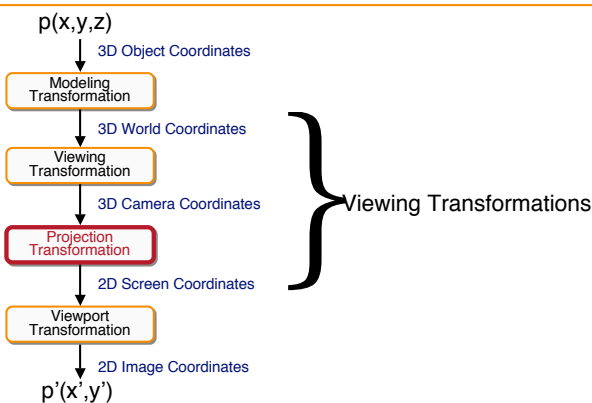 p(x,y,z)
3D Object Coordinates
Modeling
Transformation
3D World Coordinates
Viewing
Transformation
3D Camera Coordinates
Viewing Transformations
Projection
Transformation
2D Screen Coordinates
Viewport
Transformation
2D Image Coordinates
p’(x’,y’)